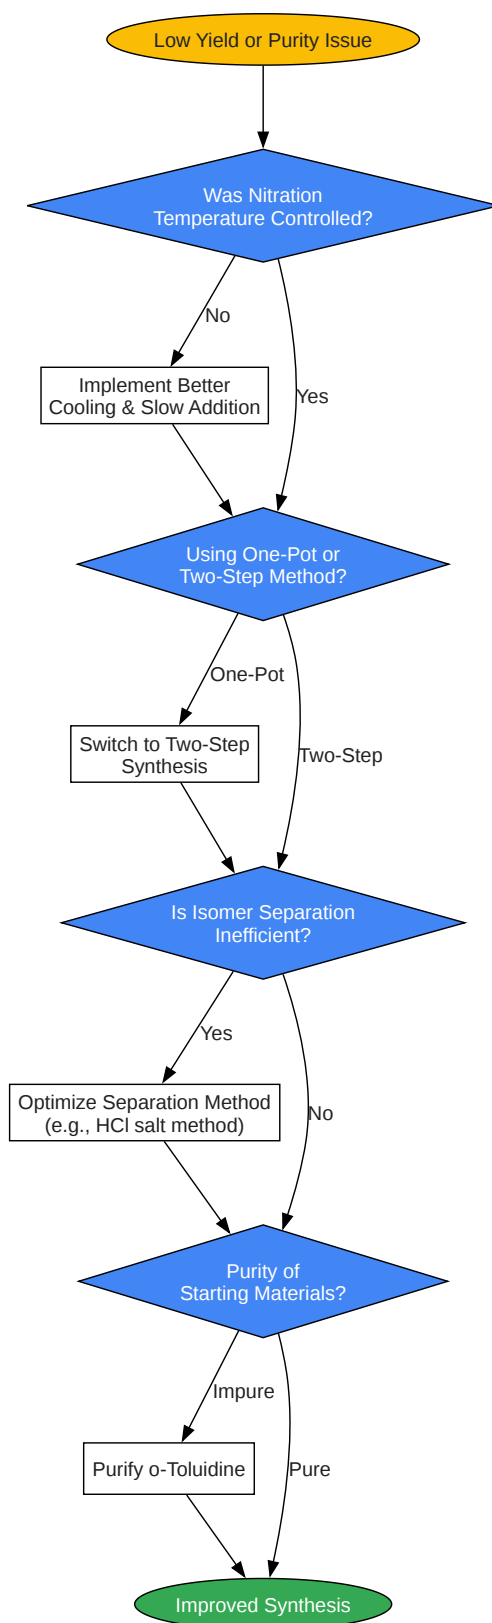 Low Yield or Purity Issue
Was Nitration
Temperature Controlled?
No
Implement Better
Cooling & Slow Addition
Yes
Using One-Pot or
Two-Step Method?
One-Pot
Switch to Two-Step
Synthesis
Two-Step
Is Isomer Separation
Inefficient?
Yes
Optimize Separation Method
(e.g., HCl salt method)
No
Purity of
Starting Materials?
Impure
Purify o-Toluidine
Pure
Improved Synthesis